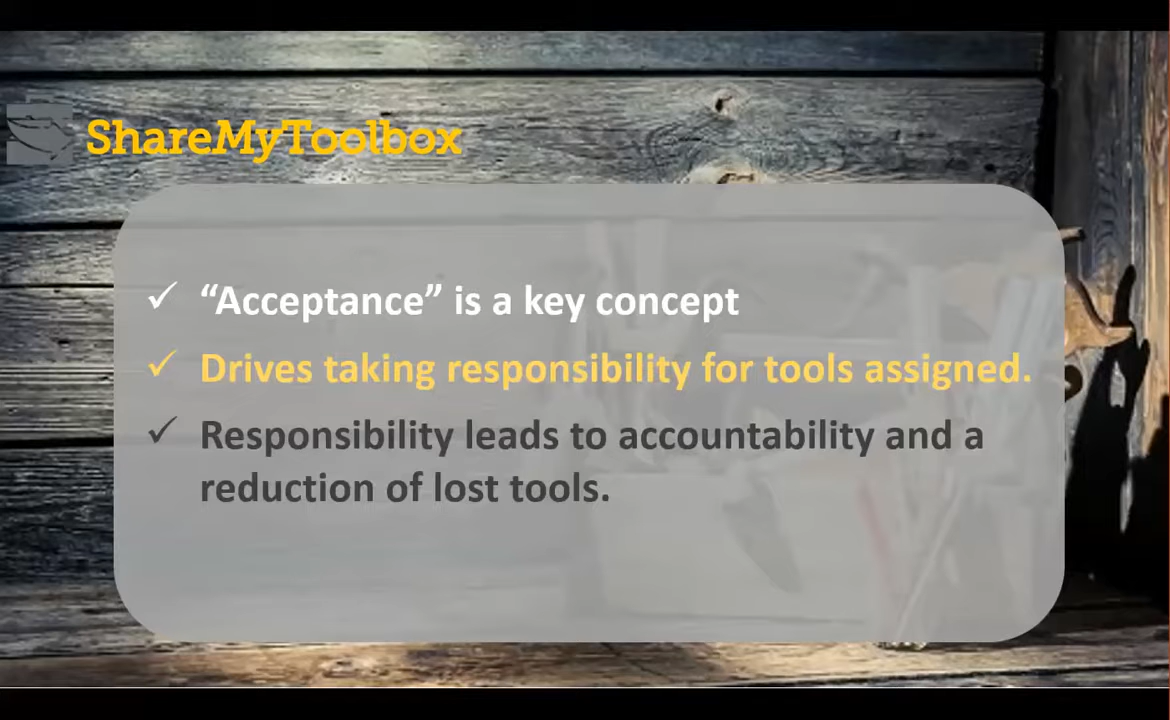 ShareMyToolbox
✓ “Acceptance” is a key concept
✓ Drives taking responsibility for tools assigned.
✓ Responsibility leads to accountability and a
reduction of lost tools.